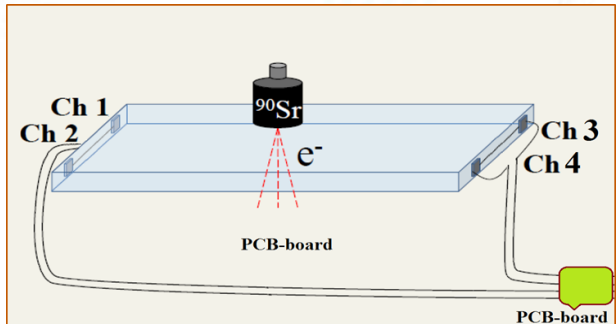 ⁹⁰Sr
Ch 1
Ch 2
e⁻
Ch 3
Ch 4
PCB-board
PCB-board